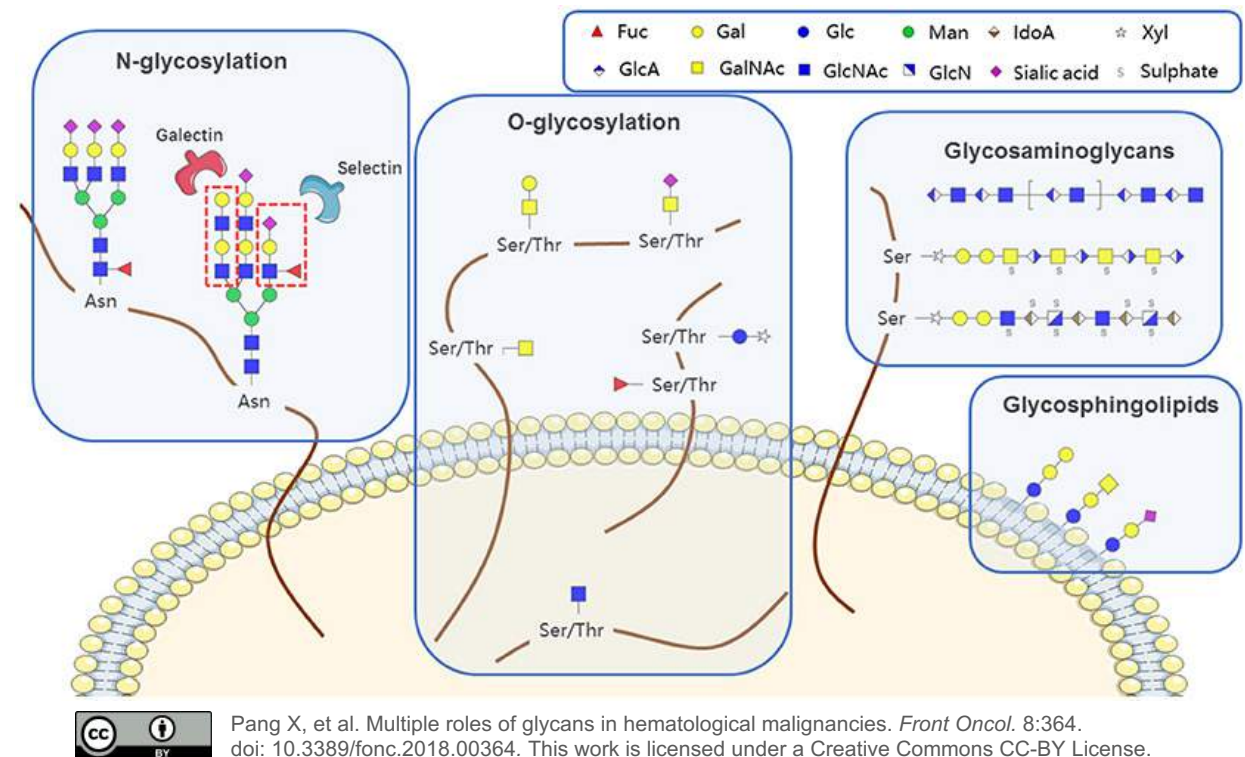 Fuc Gal Glc Man IdoA Xyl
GlcA GalNAc GlcNAc GlcN Sialic acid S Sulphate
N-glycosylation
Galectin
Selectin
Asn
Asn
O-glycosylation
Ser/Thr
Ser/Thr
Ser/Thr
Ser/Thr
Ser/Thr
Ser/Thr
Glycosaminoglycans
Ser
S S S S
S S S S
Ser
S S S S
Glycosphingolipids
cc
BY
Pang X, et al. Multiple roles of glycans in hematological malignancies. Front Oncol. 8:364.
doi: 10.3389/fonc.2018.00364. This work is licensed under a Creative Commons CC-BY License.